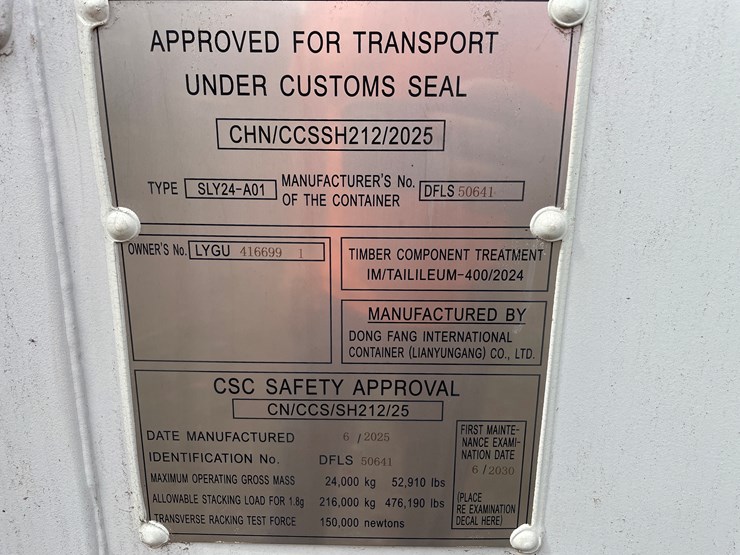 APPROVED FOR TRANSPORT
UNDER CUSTOMS SEAL
CHN/CCSSH212/2025
TYPE SLY24-A01 MANUFACTURER'S No. OF THE CONTAINER DFLS 50641
OWNER'S No. LYGU 416699 1
TIMBER COMPONENT TREATMENT
IM/TAILILEUM-400/2024
MANUFACTURED BY
DONG FANG INTERNATIONAL
CONTAINER (LIANYUNGANG) CO., LTD.
CSC SAFETY APPROVAL
CN/CCS/SH212/25
DATE MANUFACTURED 6 / 2025
IDENTIFICATION No. DFLS 50641
MAXIMUM OPERATING GROSS MASS 24,000 kg 52,910 lbs
ALLOWABLE STACKING LOAD FOR 1.8g 216,000 kg 476,190 lbs
TRANSVERSE RACKING TEST FORCE 150,000 newtons
FIRST MAINTE-
NANCE EXAMI-
NATION DATE
6 / 2030
(PLACE
RE EXAMINATION
DECAL HERE)